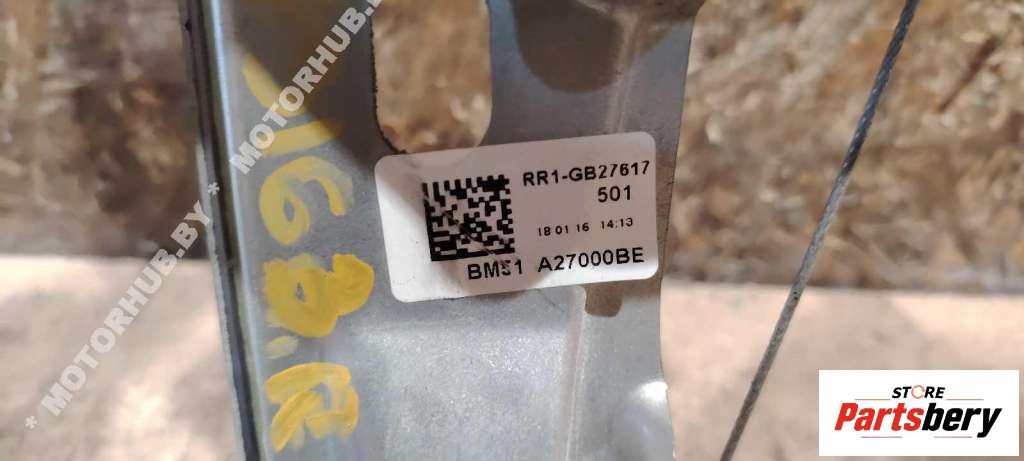 RR1-GB27617
501
18 01 16 14:13
BM51 A27000BE
* MOTORHUB.BY * MOTORHUB.BY
STORE
Partsbery